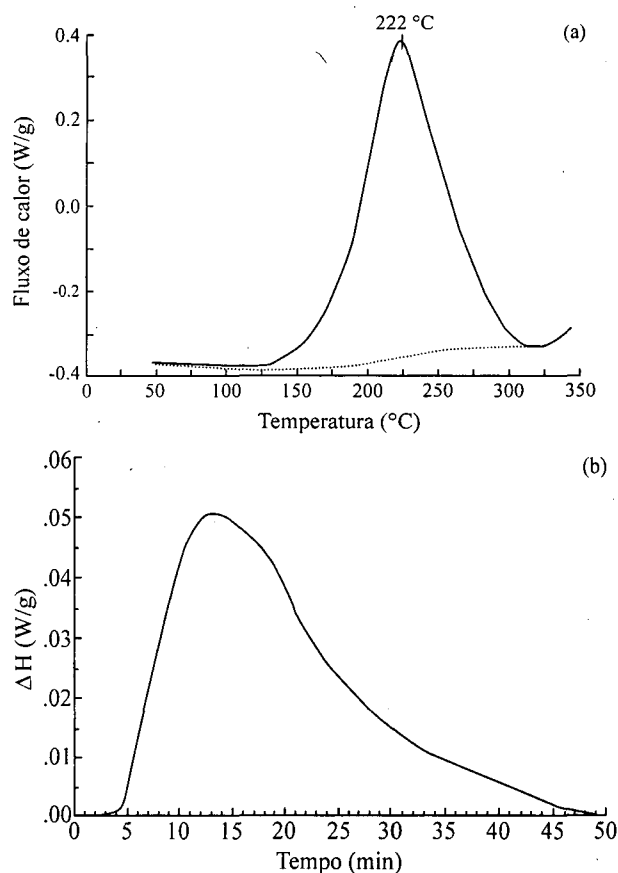 222 °C
(a)
0.4
0.4
0.0
-0.2
-0.4
Fluxo de calor (W/g)
0 50 100 150 200 250 300 350
Temperatura (°C)
(b)
.06
.05
.04
.03
.02
.01
.00
ΔH (W/g)
0 5 10 15 20 25 30 35 40 45 50
Tempo (min)